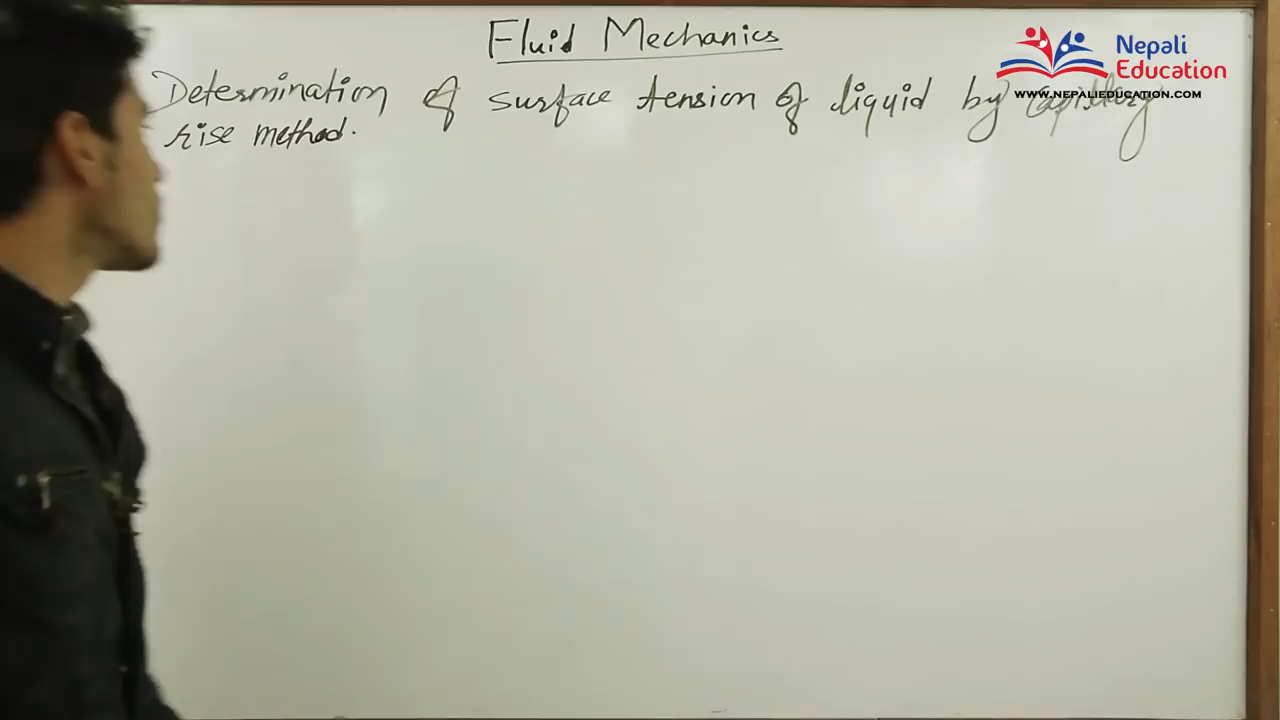 Fluid Mechanics
Nepali
Education
WWW.NEPALIEDUCATION.COM
Determination of surface tension of liquid by capillary
rise method.